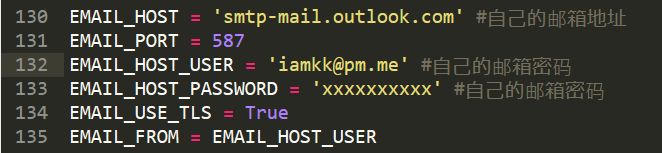 130 EMAIL_HOST = 'smtp-mail.outlook.com' #自己的邮箱地址
131 EMAIL_PORT = 587
132 EMAIL_HOST_USER = 'iamkk@pm.me' #自己的邮箱密码
133 EMAIL_HOST_PASSWORD = 'xxxxxxxxxx' #自己的邮箱密码
134 EMAIL_USE_TLS = True
135 EMAIL_FROM = EMAIL_HOST_USER